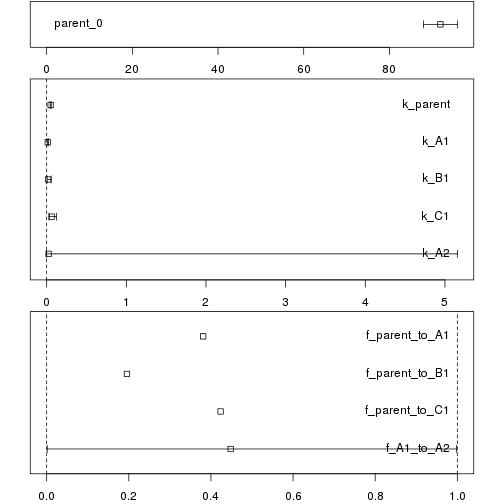 parent_0
0 20 40 60 80
k_parent
k_A1
k_B1
k_C1
k_A2
0 1 2 3 4 5
f_parent_to_A1
f_parent_to_B1
f_parent_to_C1
f_A1_to_A2
0.0 0.2 0.4 0.6 0.8 1.0